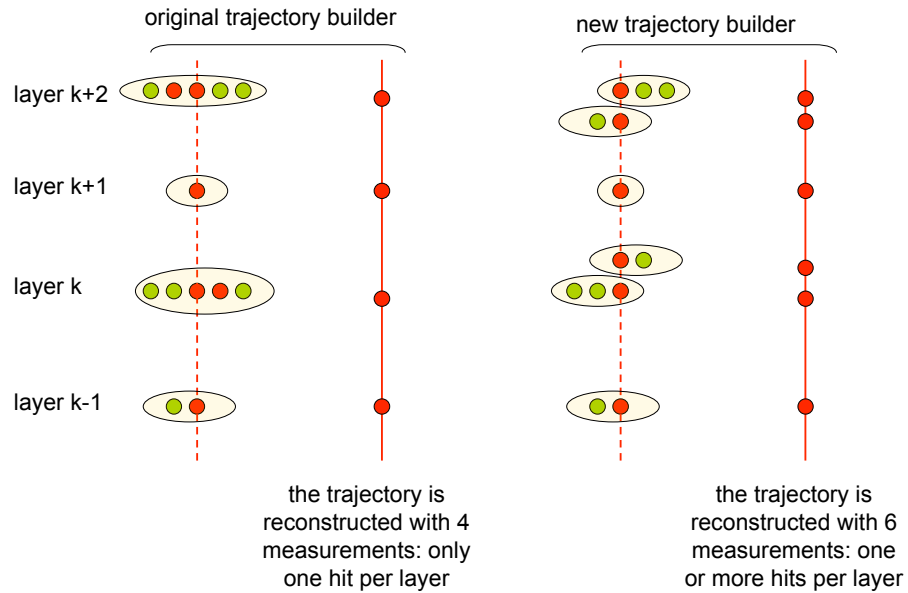 original trajectory builder
new trajectory builder
layer k+2
layer k+1
layer k
layer k-1
the trajectory is
reconstructed with 4
measurements: only
one hit per layer
the trajectory is
reconstructed with 6
measurements: one
or more hits per layer